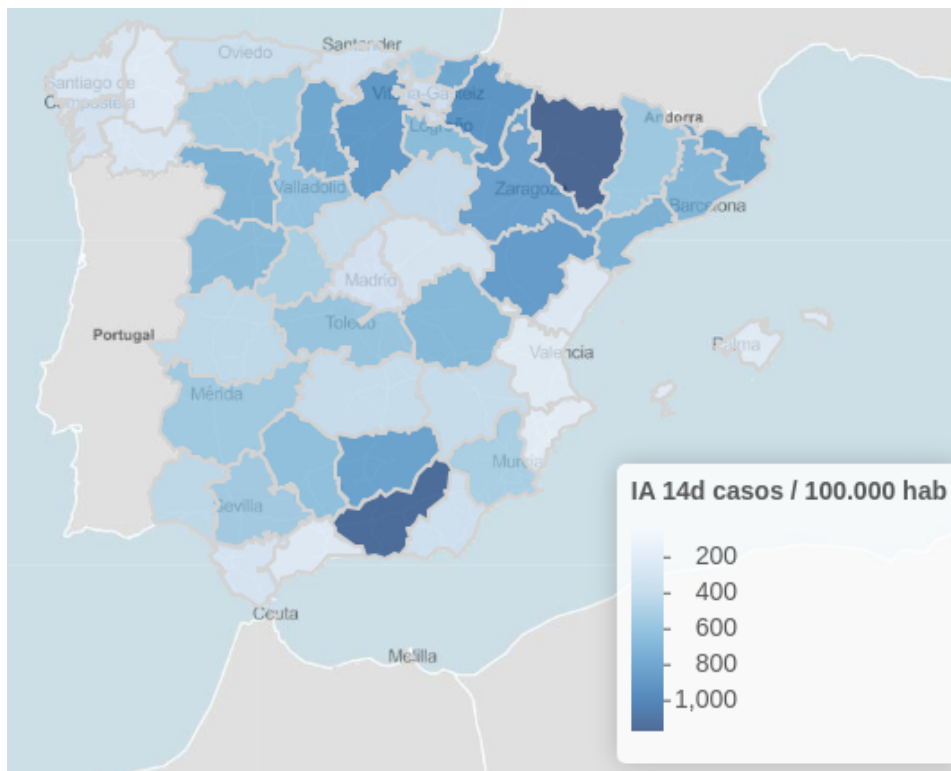 Oviedo
Santander
Santiago de
Compostela
Vitoria-Gasteiz
Logroño
Andorra
Valladolid
Zaragoz
Barcelona
Madrid
Portugal
Toledo
Valencia
Palma
Mérida
Murcia
Sevilla
IA 14d casos / 100.000 hab
200
400
600
800
1,000
Ceuta
Melilla